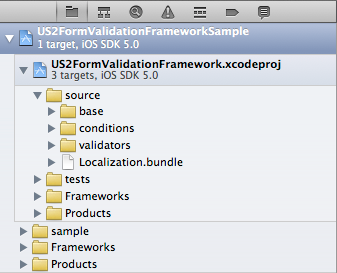 US2FormValidationFrameworkSample
1 target, iOS SDK 5.0
US2FormValidationFramework.xcodeproj
3 targets, iOS SDK 5.0
source
base
conditions
validators
Localization.bundle
tests
Frameworks
Products
sample
Frameworks
Products